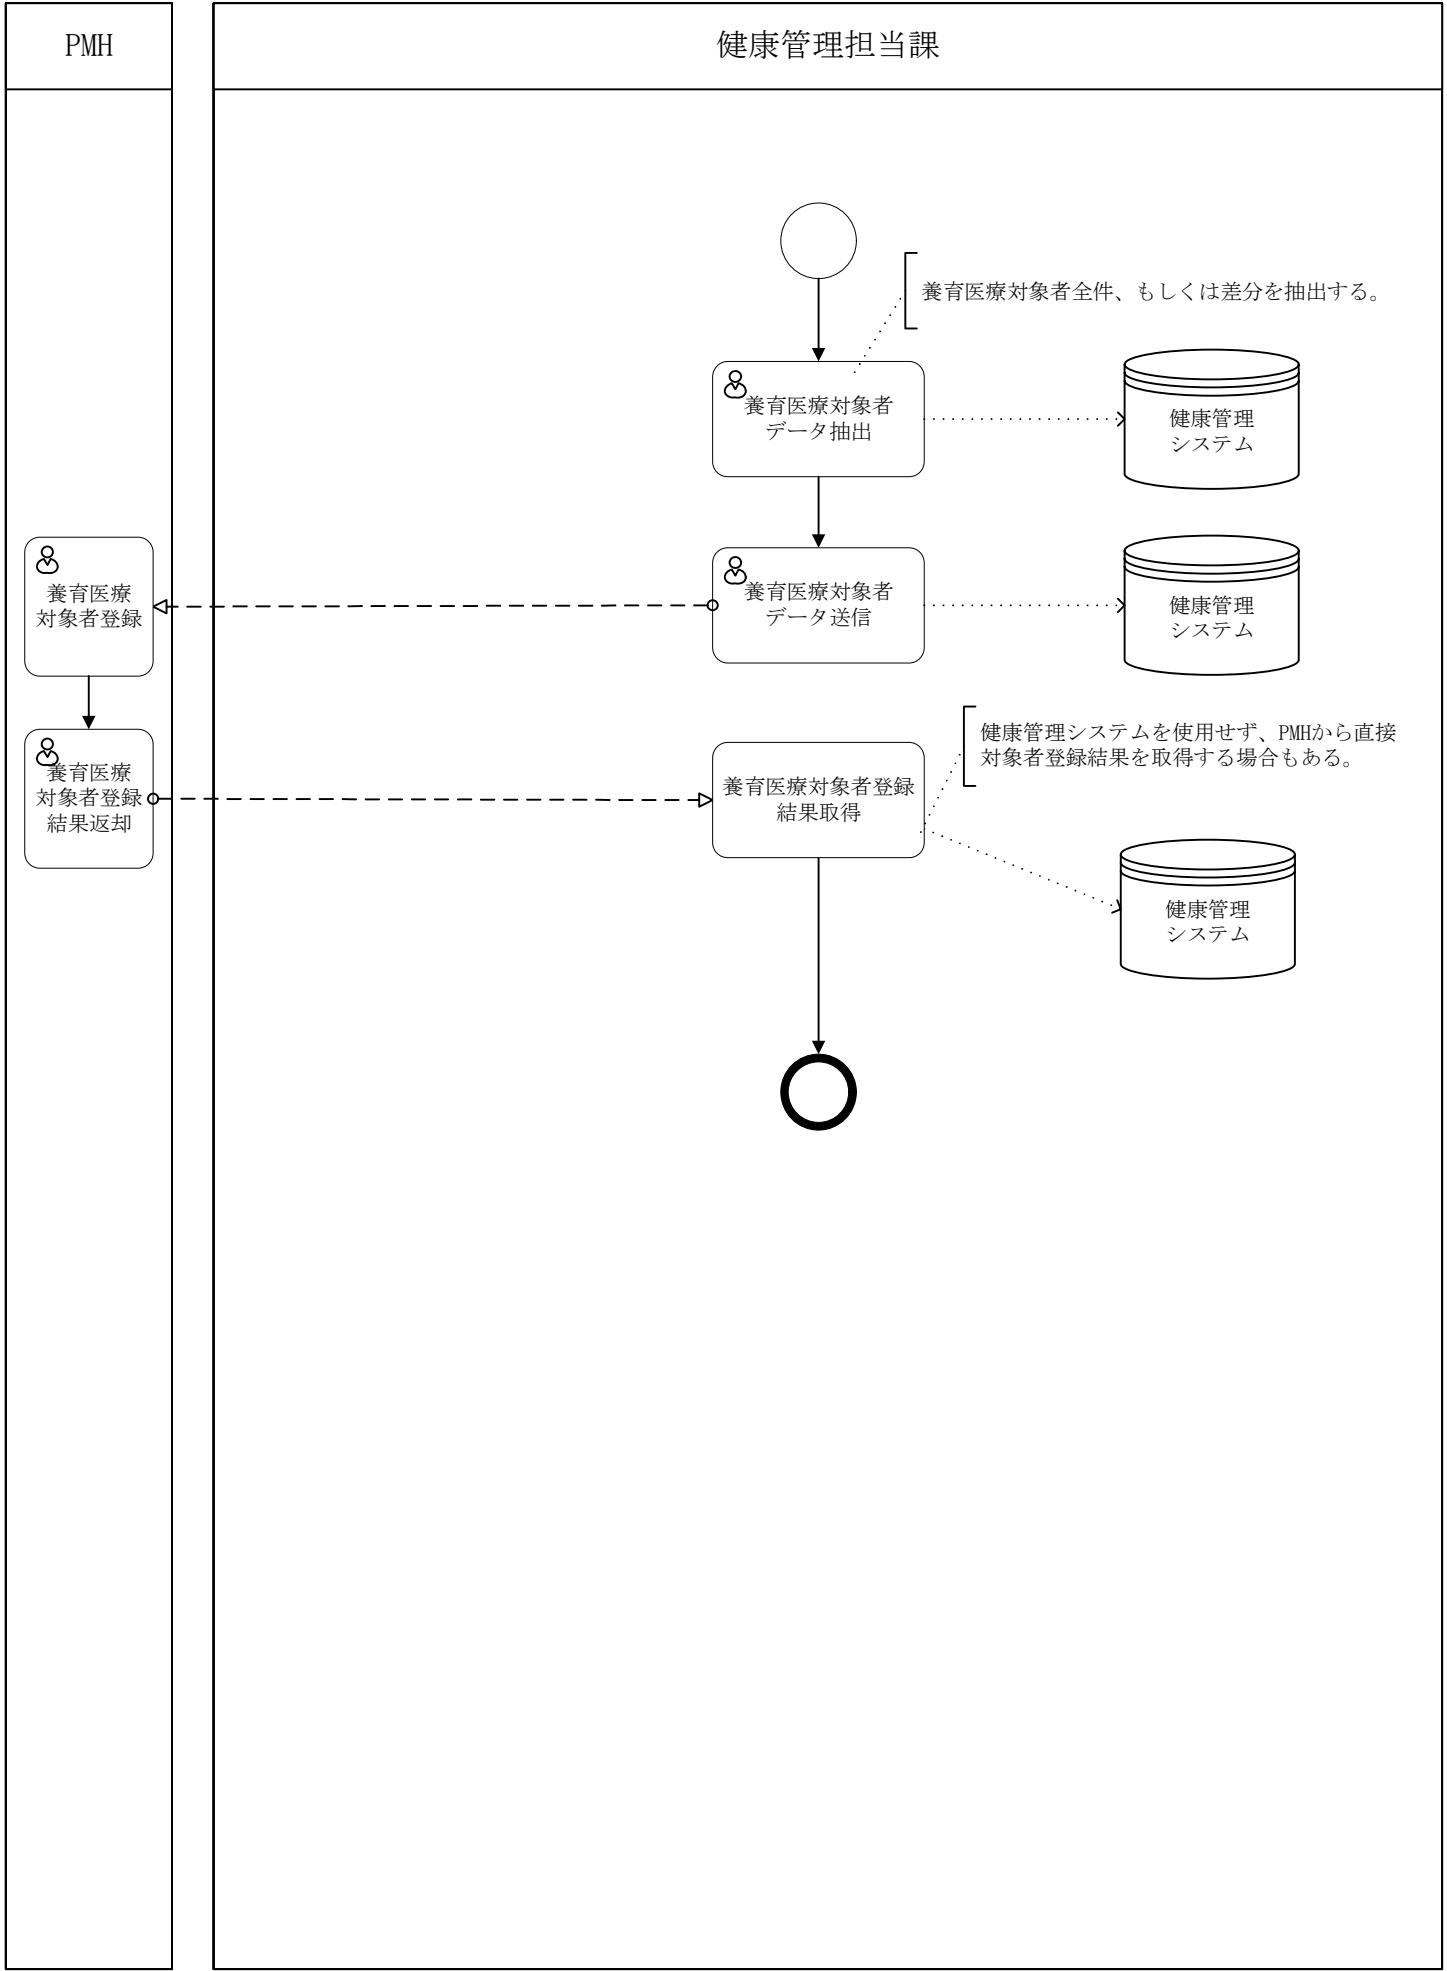 PMH
健康管理担当課
養育医療対象者全件、もしくは差分を抽出する。
養育医療対象者
データ抽出
健康管理
システム
養育医療
対象者登録
養育医療対象者
データ送信
健康管理
システム
養育医療
対象者登録
結果返却
養育医療対象者登録
結果取得
健康管理システムを使用せず、PMHから直接
対象者登録結果を取得する場合もある。
健康管理
システム